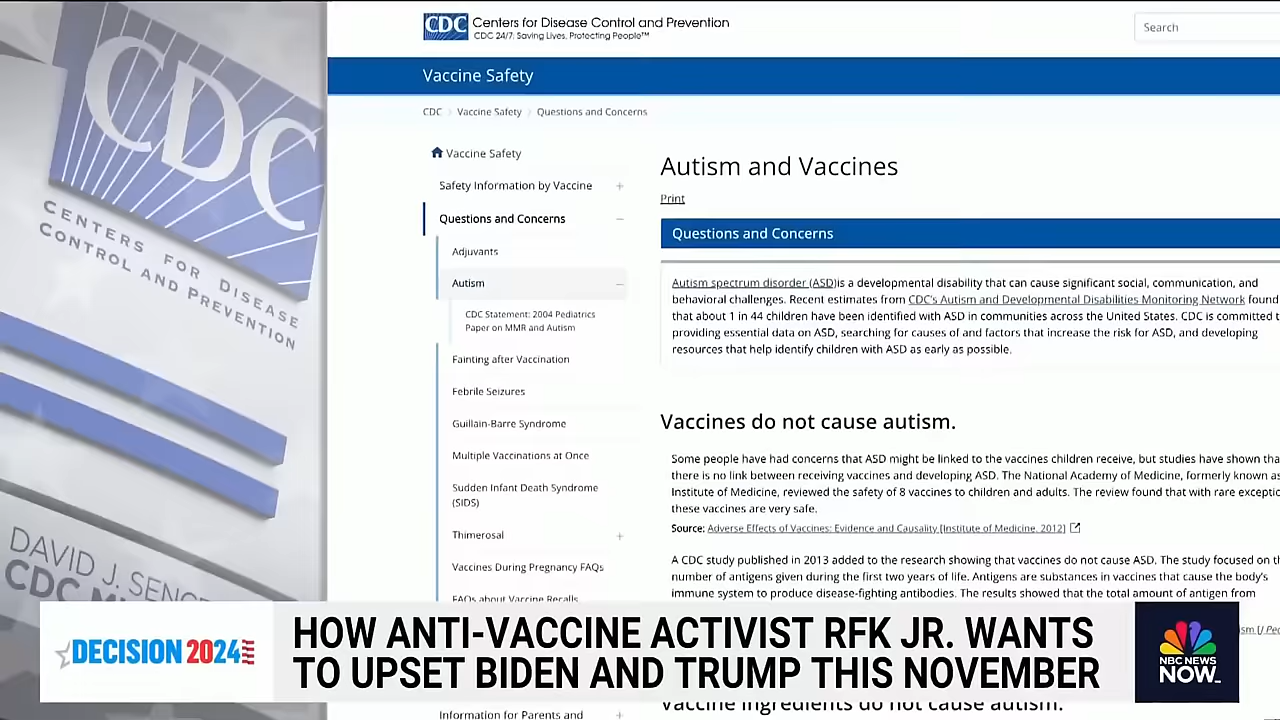 CDC
CENTERS FOR DISEASE
CONTROL AND PREVENTION
DAVID J. SENCER
CDC
CDC
Centers for Disease Control and Prevention
CDC 24/7: Saving Lives, Protecting People™
Search
Vaccine Safety
CDC
Vaccine Safety
Questions and Concerns
Vaccine Safety
Safety Information by Vaccine
Questions and Concerns
Adjuvants
Autism
CDC Statement: 2004 Pediatrics
Paper on MMR and Autism
Fainting after Vaccination
Febrile Seizures
Guillain-Barre Syndrome
Multiple Vaccinations at Once
Sudden Infant Death Syndrome
(SIDS)
Thimerosal
Vaccines During Pregnancy FAQs
FAQs about Vaccine Recalls
Information for Parents and
Autism and Vaccines
Print
Questions and Concerns
Autism spectrum disorder (ASD)is a developmental disability that can cause significant social, communication, and
behavioral challenges. Recent estimates from CDC's Autism and Developmental Disabilities Monitoring Network found
that about 1 in 44 children have been identified with ASD in communities across the United States. CDC is committed t
providing essential data on ASD, searching for causes of and factors that increase the risk for ASD, and developing
resources that help identify children with ASD as early as possible.
Vaccines do not cause autism.
Some people have had concerns that ASD might be linked to the vaccines children receive, but studies have shown tha
there is no link between receiving vaccines and developing ASD. The National Academy of Medicine, formerly known as
Institute of Medicine, reviewed the safety of 8 vaccines to children and adults. The review found that with rare exceptic
these vaccines are very safe.
Source: Adverse Effects of Vaccines: Evidence and Causality [Institute of Medicine, 2012]
A CDC study published in 2013 added to the research showing that vaccines do not cause ASD. The study focused on th
number of antigens given during the first two years of life. Antigens are substances in vaccines that cause the body's
immune system to produce disease-fighting antibodies. The results showed that the total amount of antigen from
Vaccine ingredients do not cause autism.
DECISION 2024
HOW ANTI-VACCINE ACTIVIST RFK JR. WANTS
TO UPSET BIDEN AND TRUMP THIS NOVEMBER
NBC NEWS
NOW